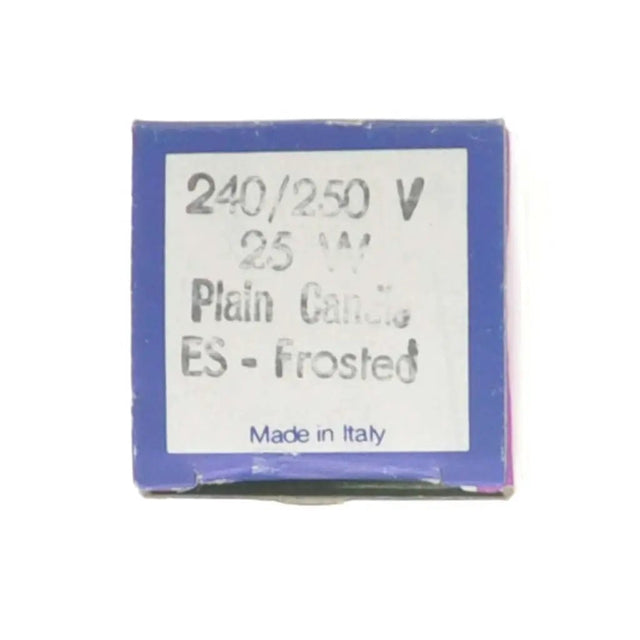 240/250 V
25 W
Plain Candle
ES - Frosted
Made in Italy